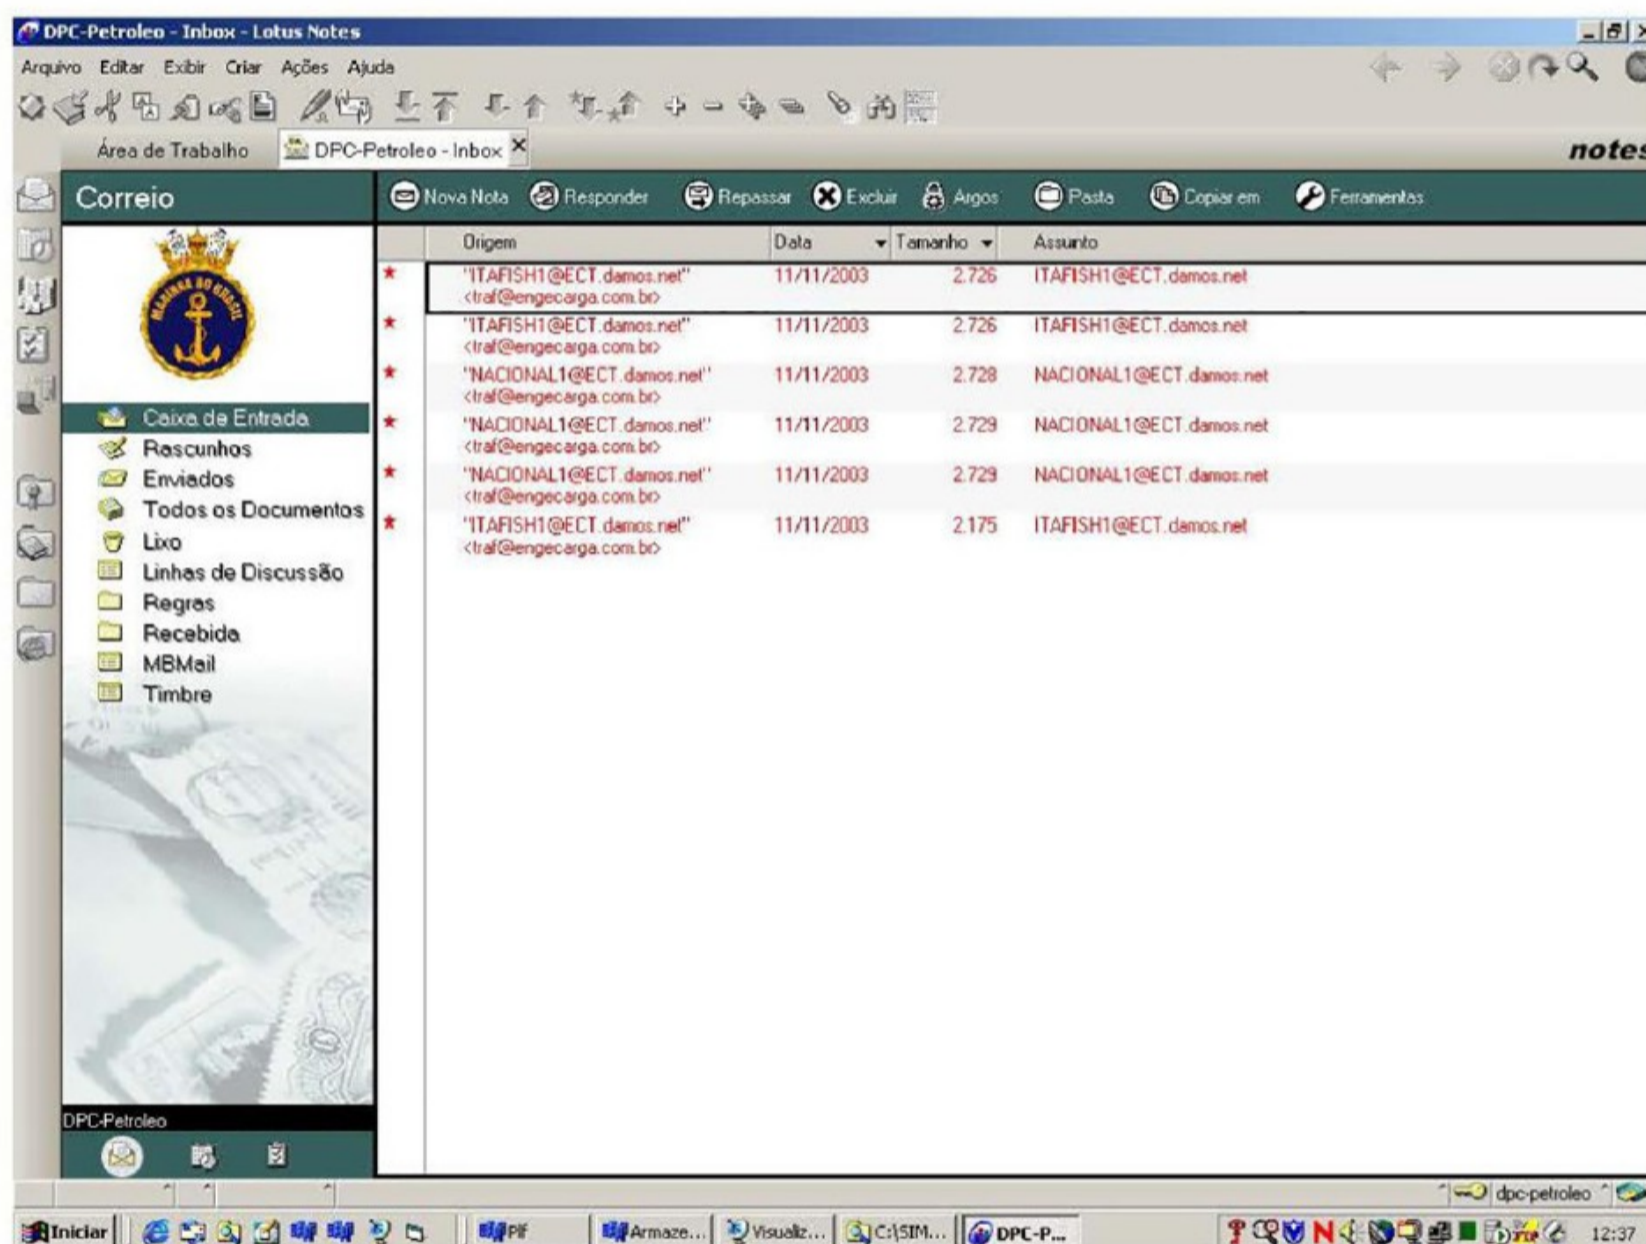 DPC-Petroleo - Inbox - Lotus Notes
Arquivo Editar Exibir Criar Ações Ajuda
Área de Trabalho DPC-Petroleo - Inbox
notes
Correio
Nova Nota Responder Repassar Excluir Argos Pasta Copiar em Ferramentas
Origem Data Tamanho Assunto
"ITAFISH1@ECT.damos.net" 11/11/2003 2.726 ITAFISH1@ECT.damos.net
<traf@engecarga.com.br>
"ITAFISH1@ECT.damos.net" 11/11/2003 2.726 ITAFISH1@ECT.damos.net
<traf@engecarga.com.br>
"NACIONAL1@ECT.damos.net" 11/11/2003 2.728 NACIONAL1@ECT.damos.net
<traf@engecarga.com.br>
"NACIONAL1@ECT.damos.net" 11/11/2003 2.729 NACIONAL1@ECT.damos.net
<traf@engecarga.com.br>
"NACIONAL1@ECT.damos.net" 11/11/2003 2.729 NACIONAL1@ECT.damos.net
<traf@engecarga.com.br>
"ITAFISH1@ECT.damos.net" 11/11/2003 2.175 ITAFISH1@ECT.damos.net
<traf@engecarga.com.br>
MARINHA DO BRASIL
Caixa de Entrada
Rascunhos
Enviados
Todos os Documentos
Lixo
Linhas de Discussão
Regras
Recebida
MBMail
Timbre
DPC-Petroleo
dpc-petroleo
Iniciar Plf Armaze... Visualiz... C:\SIM... DPC-P... 12:37